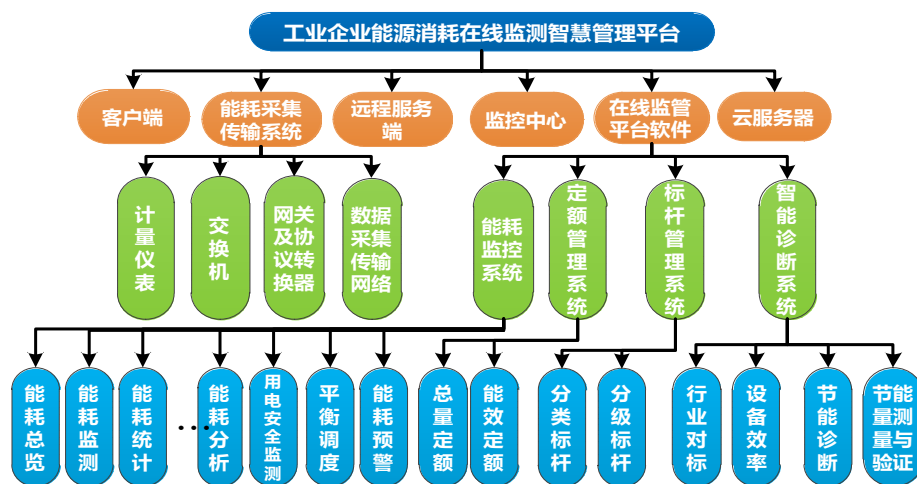 工业企业能源消耗在线监测智慧管理平台
客户端
能耗采集
传输系统
远程服务
端
监控中心
在线监管
平台软件
云服务器
计量仪表
交换机
网关
及协
议转
换器
数据
采集
传输
网络
能耗
监控
系统
定额管理系统
标杆管理系统
智能诊断系统
能耗总览
能耗监测
能耗统计
...
能耗分析
用电安全监测
平衡调度
能耗预警
总量定额
能效定额
分类标杆
分级标杆
行业对标
设备效率
节能诊断
节能
量测
量与
验证